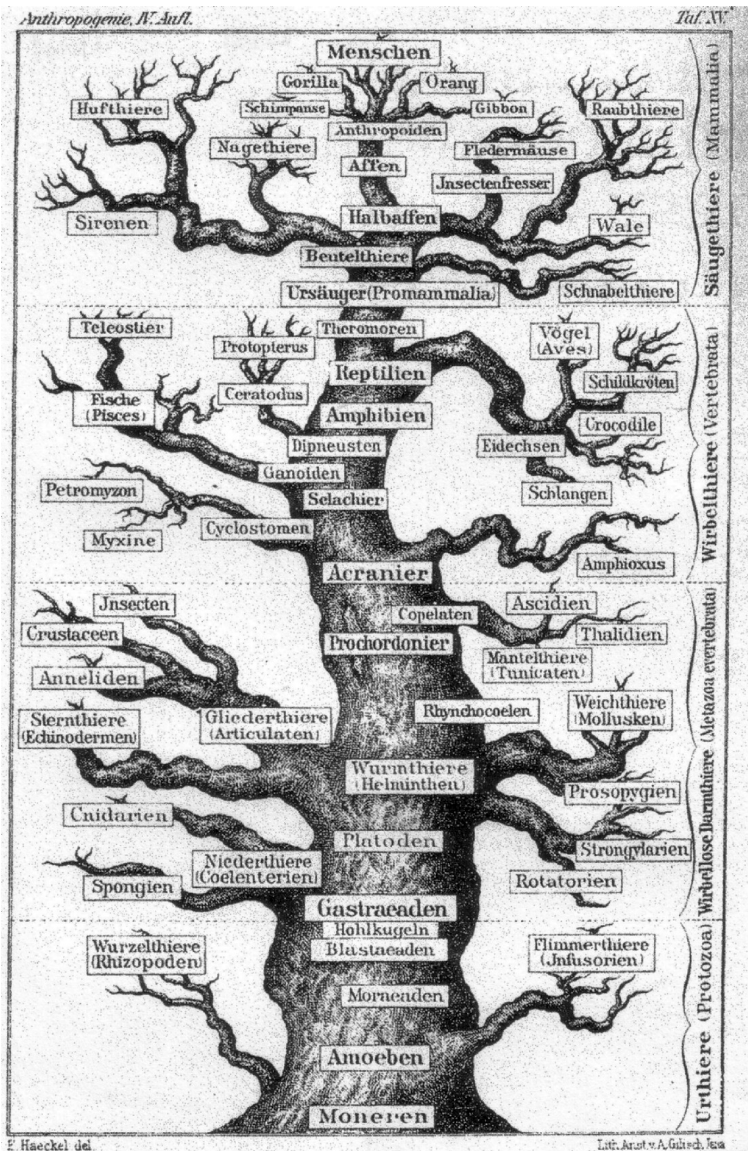 Anthropogenie, IV. Aufl.
Taf. XV.
Menschen
Gorilla
Orang
Schimpanse
Gibbon
Anthropoiden
Hufthiere
Raubthiere
Nagethiere
Fledermäuse
Affen
Jnsectenfresser
Sirenen
Halbaffen
Wale
Beutelthiere
Ursäuger (Promammalia)
Schnabelthiere
Säugethiere (Mammalia)
Teleostier
Theromoren
Vögel
(Aves)
Protopterus
Reptilien
Schildkröten
Fische
(Pisces)
Ceratodus
Amphibien
Crocodile
Dipneusten
Eidechsen
Ganoiden
Petromyzon
Selachier
Schlangen
Myxine
Cyclostomen
Acranier
Amphioxus
Wirbelthiere (Vertebrata)
Jnsecten
Copelaten
Ascidien
Crustaceen
Prochordonier
Thalidien
Mantelthiere
(Tunicaten)
Anneliden
Sternthiere
(Echinodermen)
Gliederthiere
(Articulaten)
Rhynchocoelen
Weichthiere
(Mollusken)
Wurmthiere
(Helminthen)
Prosopygien
Cnidarien
Platoden
Strongylarien
Niederthiere
(Coelenterien)
Spongien
Rotatorien
Gastraeaden
Wirbellose Darmthiere (Metazoa evertebrata)
Hohlkugeln
Blastaeaden
Wurzelthiere
(Rhizopoden)
Flimmerthiere
(Jnfusorien)
Moraeaden
Amoeben
Moneren
Urthiere (Protozoa)
E. Haeckel del.
Lith. Anst. v. A. Giltsch, Jena